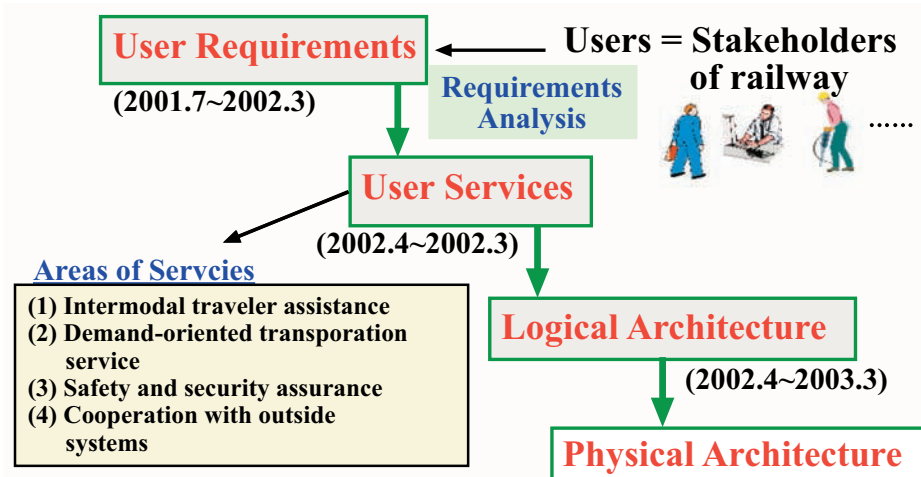 User Requirements
Users = Stakeholders
of railway
(2001.7~2002.3)
Requirements
Analysis
......
User Services
(2002.4~2002.3)
Areas of Servcies
(1) Intermodal traveler assistance
(2) Demand-oriented transporation
service
(3) Safety and security assurance
(4) Cooperation with outside
systems
Logical Architecture
(2002.4~2003.3)
Physical Architecture